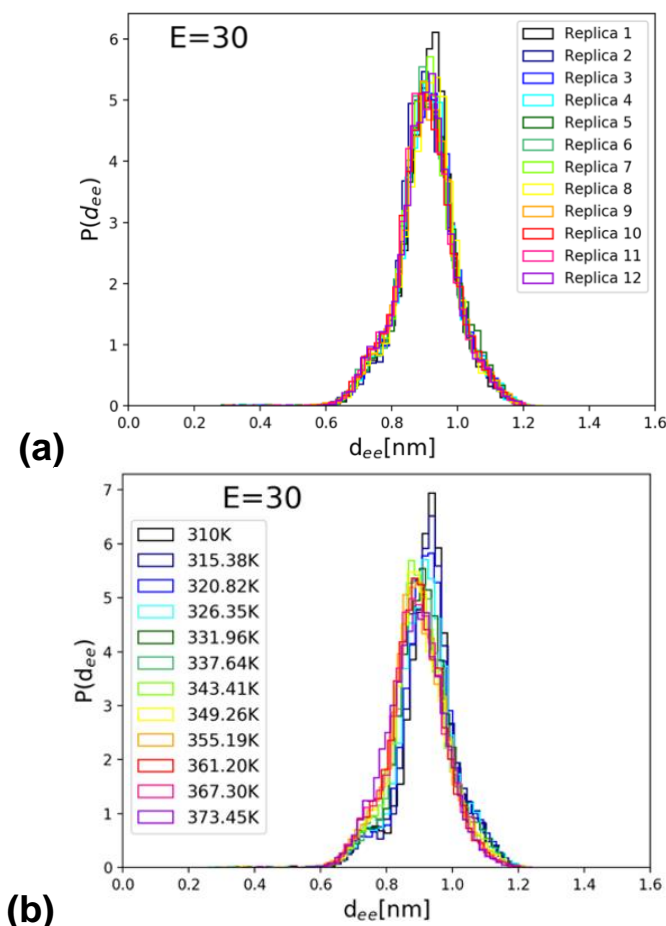 E=30
Replica 1
Replica 2
Replica 3
Replica 4
Replica 5
Replica 6
Replica 7
Replica 8
Replica 9
Replica 10
Replica 11
Replica 12
P(dee)
6
5
4
3
2
1
0
0.0 0.2 0.4 0.6 0.8 1.0 1.2 1.4 1.6
dee[nm]
(a)
E=30
310K
315.38K
320.82K
326.35K
331.96K
337.64K
343.41K
349.26K
355.19K
361.20K
367.30K
373.45K
P(dee)
7
6
5
4
3
2
1
0
0.0 0.2 0.4 0.6 0.8 1.0 1.2 1.4 1.6
dee[nm]
(b)